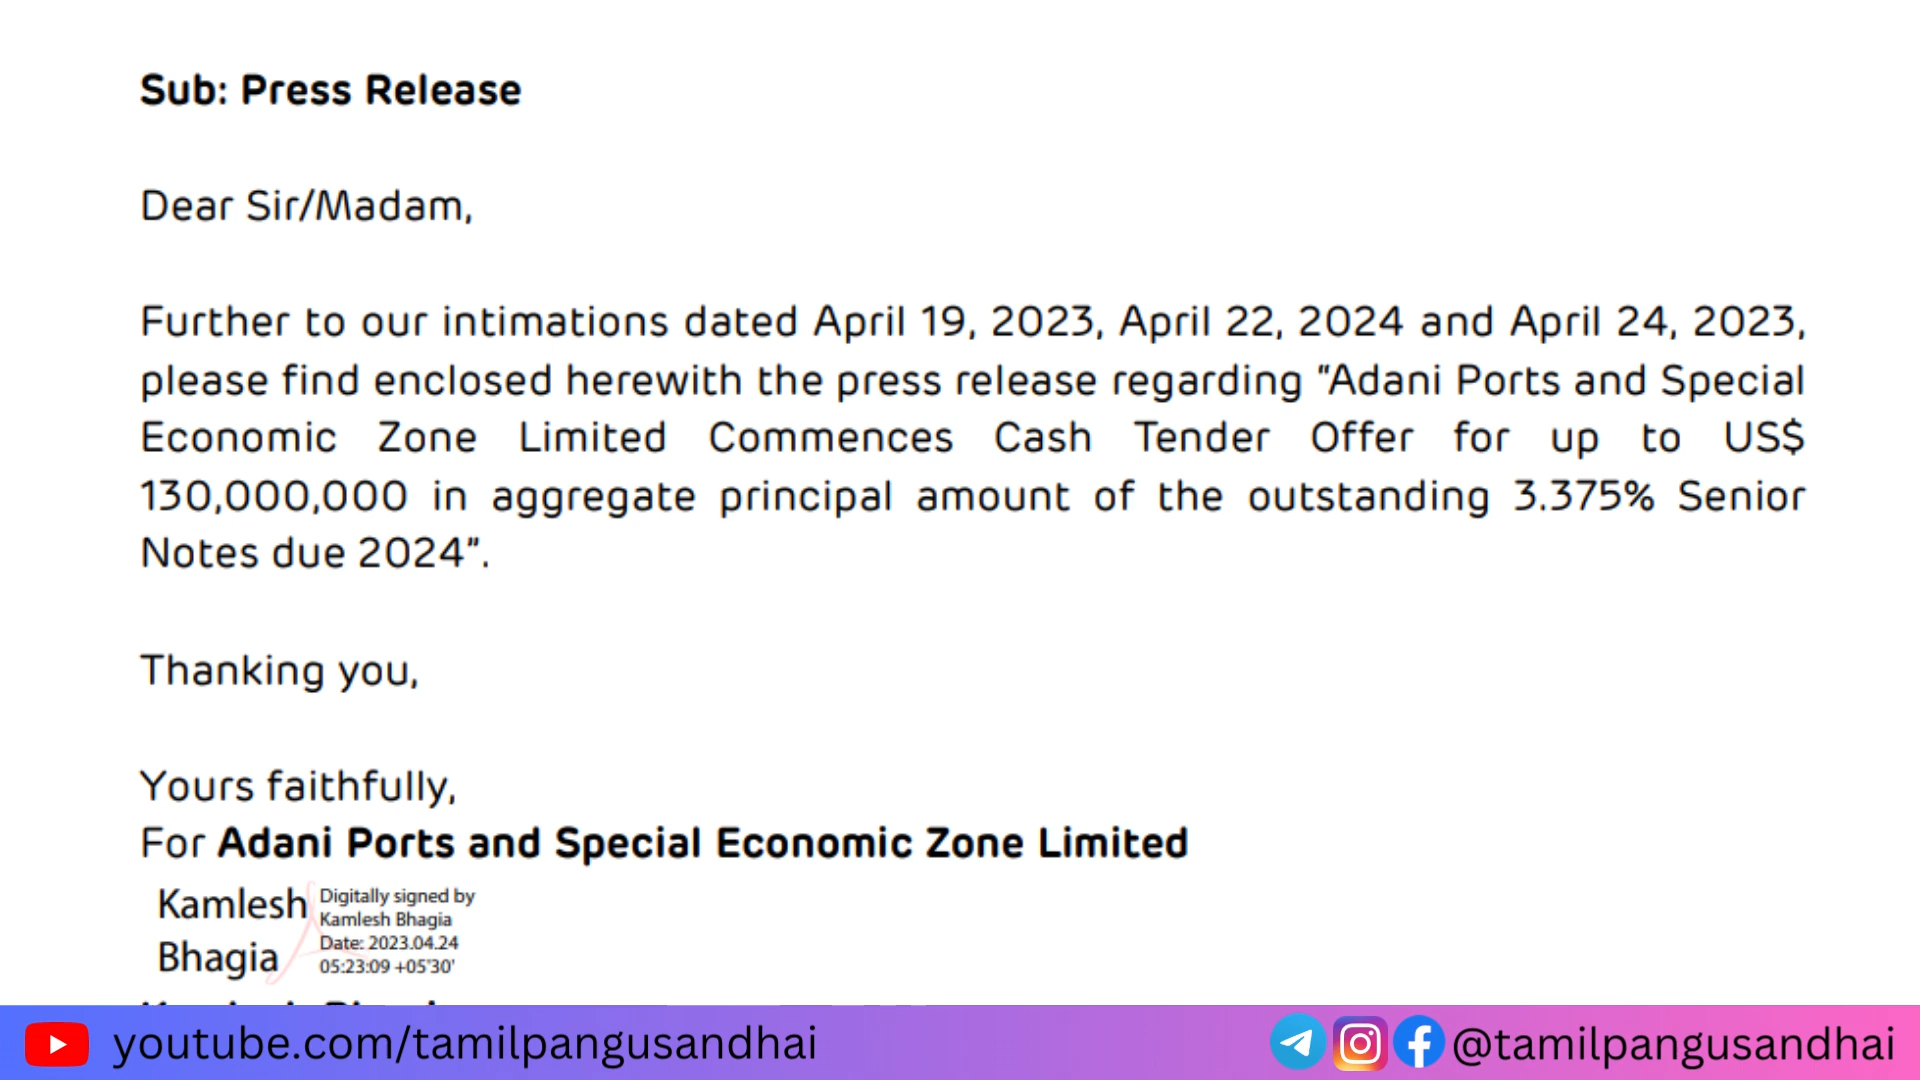 Sub: Press Release
Dear Sir/Madam,
Further to our intimations dated April 19, 2023, April 22, 2024 and April 24, 2023,
please find enclosed herewith the press release regarding “Adani Ports and Special
Economic Zone Limited Commences Cash Tender Offer for up to US$
130,000,000 in aggregate principal amount of the outstanding 3.375% Senior
Notes due 2024”.
Thanking you,
Yours faithfully,
For Adani Ports and Special Economic Zone Limited
Kamlesh
Bhagia
Digitally signed by
Kamlesh Bhagia
Date: 2023.04.24
05:23:09 +05'30'
youtube.com/tamilpangusandhai
@tamilpangusandhai